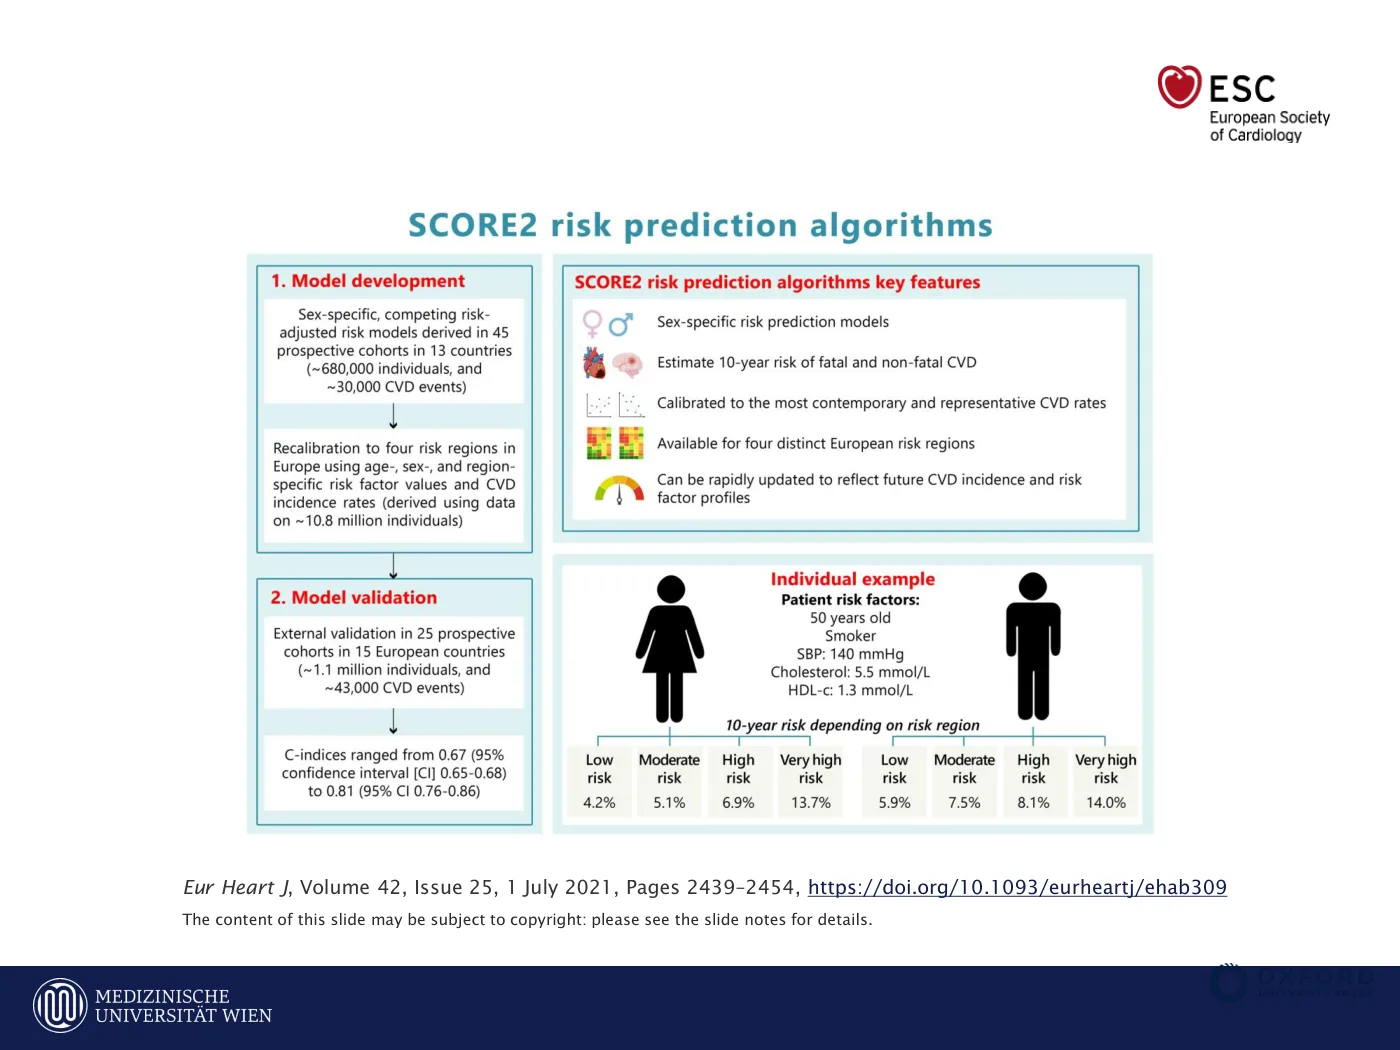 ESC
European Society
of Cardiology
SCORE2 risk prediction algorithms
1. Model development
Sex-specific, competing risk-
adjusted risk models derived in 45
prospective cohorts in 13 countries
(~680,000 individuals, and
~30,000 CVD events)
Recalibration to four risk regions in
Europe using age-, sex-, and region-
specific risk factor values and CVD
incidence rates (derived using data
on ~10.8 million individuals)
2. Model validation
External validation in 25 prospective
cohorts in 15 European countries
(~1.1 million individuals, and
~43,000 CVD events)
C-indices ranged from 0.67 (95%
confidence interval [CI] 0.65-0.68)
to 0.81 (95% CI 0.76-0.86)
SCORE2 risk prediction algorithms key features
Sex-specific risk prediction models
Estimate 10-year risk of fatal and non-fatal CVD
Calibrated to the most contemporary and representative CVD rates
Available for four distinct European risk regions
Can be rapidly updated to reflect future CVD incidence and risk
factor profiles
Individual example
Patient risk factors:
50 years old
Smoker
SBP: 140 mmHg
Cholesterol: 5.5 mmol/L
HDL-c: 1.3 mmol/L
10-year risk depending on risk region
Low Moderate High Very high Low Moderate High Very high
risk risk risk risk risk risk risk risk
4.2% 5.1% 6.9% 13.7% 5.9% 7.5% 8.1% 14.0%
Eur Heart J, Volume 42, Issue 25, 1 July 2021, Pages 2439–2454, https://doi.org/10.1093/eurheartj/ehab309
The content of this slide may be subject to copyright: please see the slide notes for details.
OXFORD
UNIVERSITY PRESS
MEDIZINISCHE
UNIVERSITÄT WIEN